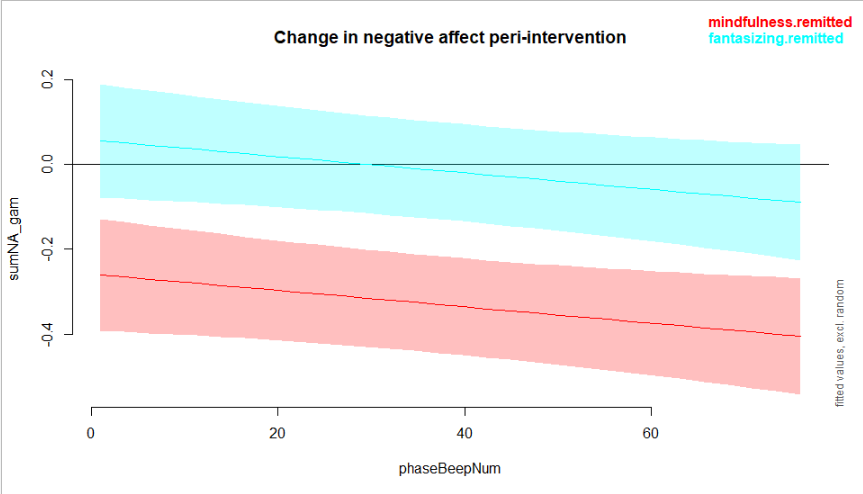 mindfulness.remitted
fantasizing.remitted
Change in negative affect peri-intervention
0.2
0.0
-0.2
-0.4
sumNA_gam
0 20 40 60
phaseBeepNum
fitted values, excl. random